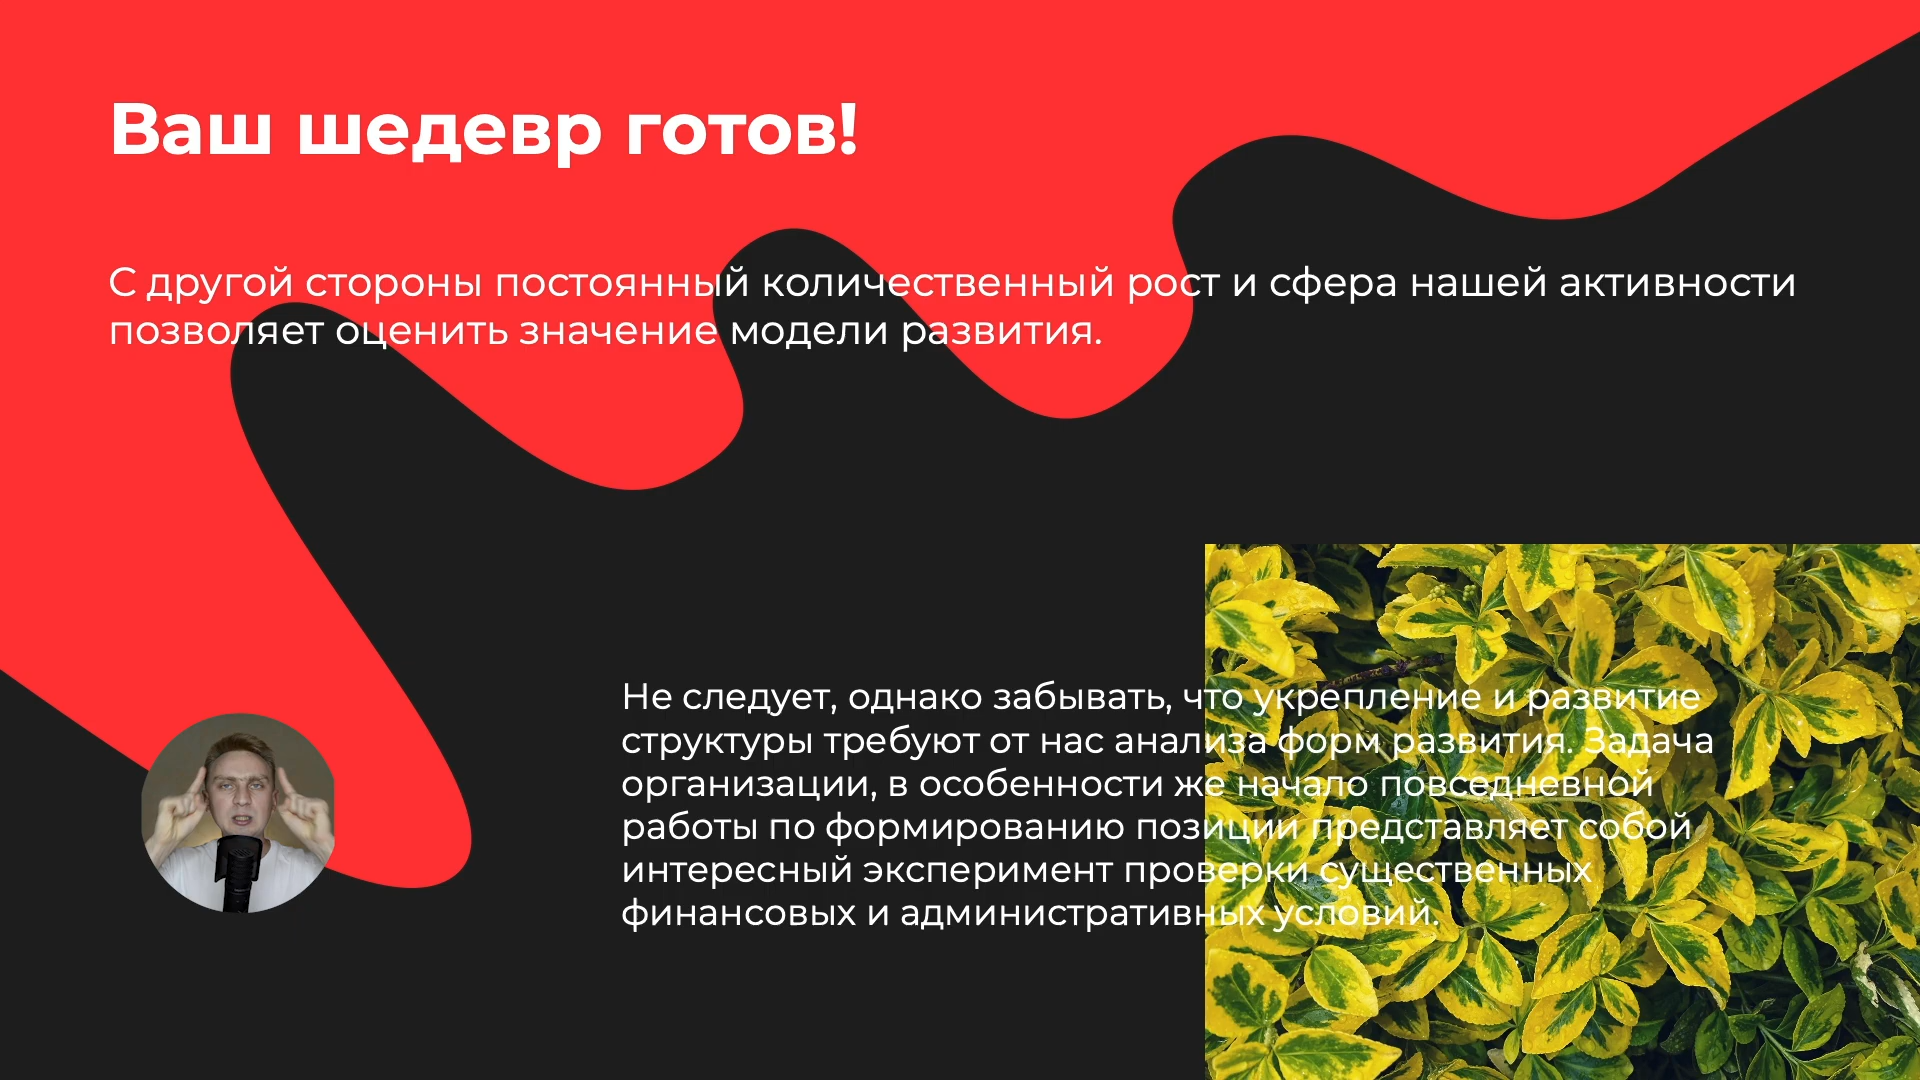 Ваш шедевр готов!
С другой стороны постоянный количественный рост и сфера нашей активности
позволяет оценить значение модели развития.
Не следует, однако забывать, что укрепление и развитие
структуры требуют от нас анализа форм развития. Задача
организации, в особенности же начало повседневной
работы по формированию позиции представляет собой
интересный эксперимент проверки существенных
финансовых и административных условий.